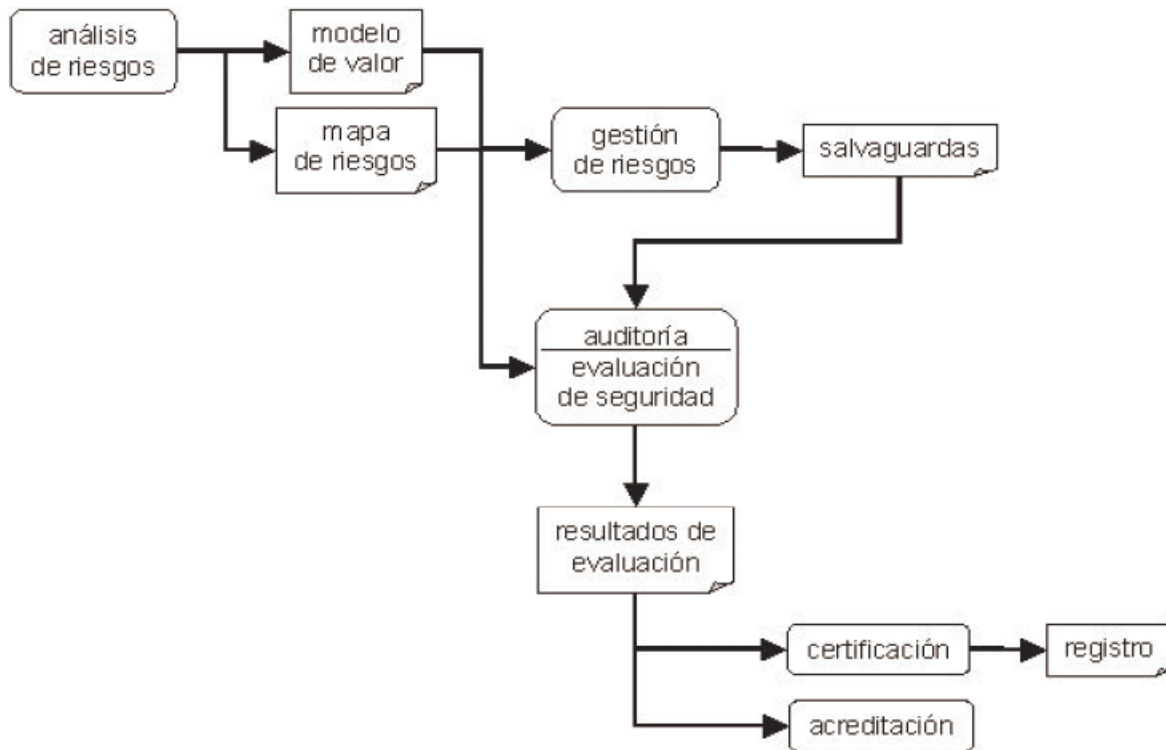 análisis
de riesgos
modelo
de valor
mapa
de riesgos
gestión
de riesgos
salvaguardas
auditoría
evaluación
de seguridad
resultados de
evaluación
certificación
registro
acreditación